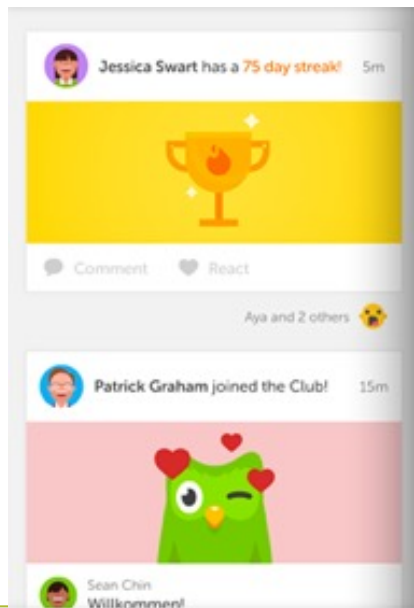 Jessica Swart has a 75 day streak! 5m
Comment React
Aya and 2 others
Patrick Graham joined the Club! 15m
Sean Chin
Willkommen!